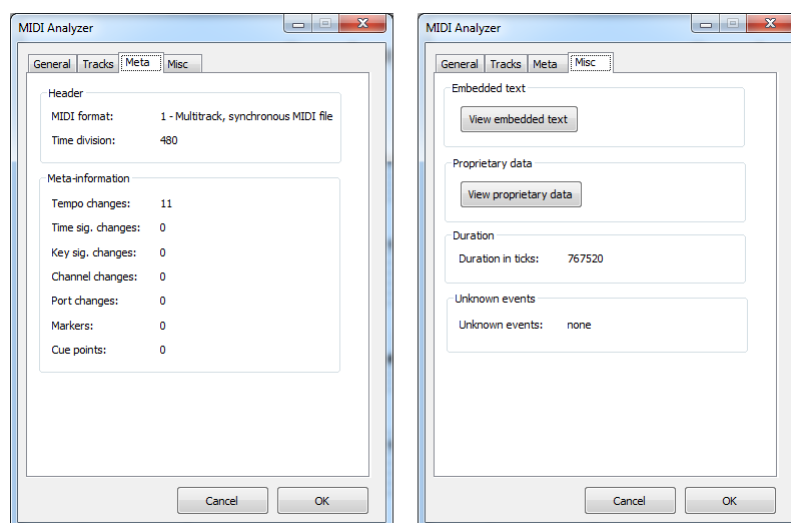 MIDI Analyzer
General Tracks Meta Misc
Header
MIDI format: 1 - Multitrack, synchronous MIDI file
Time division: 480
Meta-information
Tempo changes: 11
Time sig. changes: 0
Key sig. changes: 0
Channel changes: 0
Port changes: 0
Markers: 0
Cue points: 0
Cancel OK
MIDI Analyzer
General Tracks Meta Misc
Embedded text
View embedded text
Proprietary data
View proprietary data
Duration
Duration in ticks: 767520
Unknown events
Unknown events: none
Cancel OK